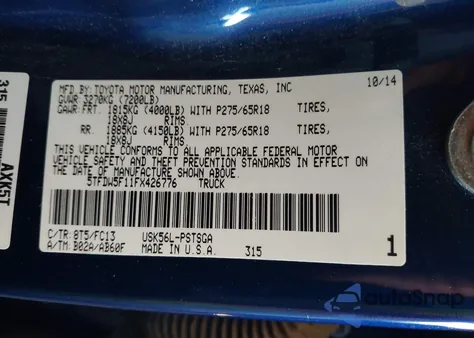 MFD. BY: TOYOTA MOTOR MANUFACTURING, TEXAS, INC 10/14
GVWR: 3270KG (7200LB)
GAWR: FRT. 1815KG (4000LB) WITH P275/65R18 TIRES,
18X8J RIMS
RR. 1885KG (4150LB) WITH P275/65R18 TIRES,
18X8J RIMS
THIS VEHICLE CONFORMS TO ALL APPLICABLE FEDERAL MOTOR
VEHICLE SAFETY AND THEFT PREVENTION STANDARDS IN EFFECT ON
THE DATE OF MANUFACTURE SHOWN ABOVE.
5TFDW5F11FX426776 TRUCK
C/TR: 8T5/FC13 USK56L-PSTSGA
A/TM: B02A/AB60F MADE IN U.S.A. 315 1
315
AXK5T
autoSnap